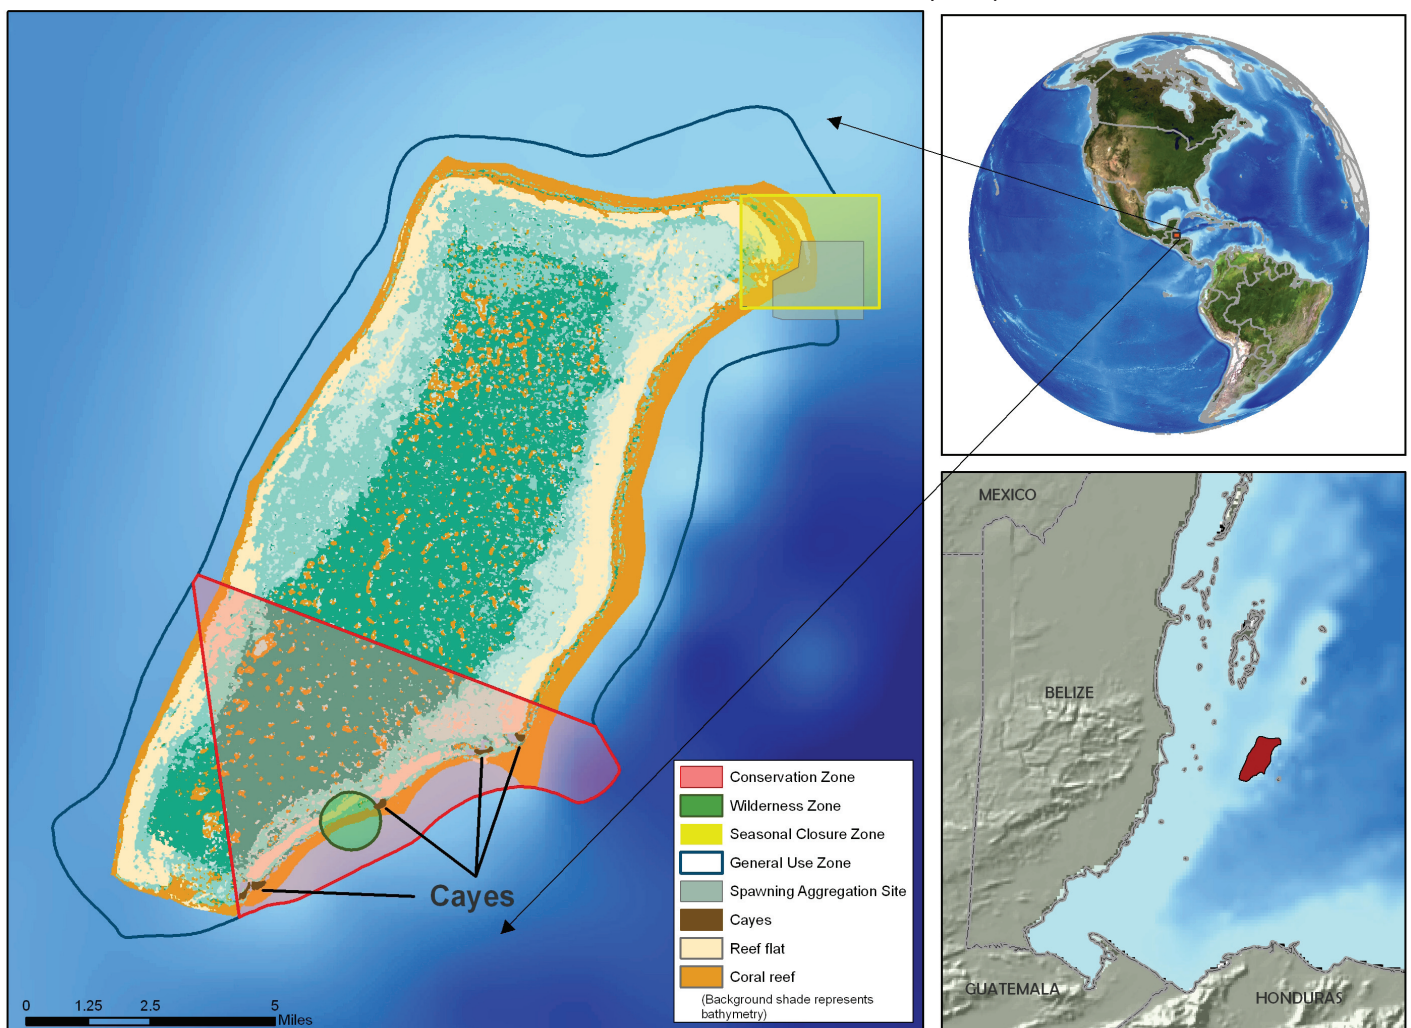 Cayes
Conservation Zone
Wilderness Zone
Seasonal Closure Zone
General Use Zone
Spawning Aggregation Site
Cayes
Reef flat
Coral reef
(Background shade represents
bathymetry)
0 1.25 2.5 5
Miles
MEXICO
BELIZE
GUATEMALA
HONDURAS